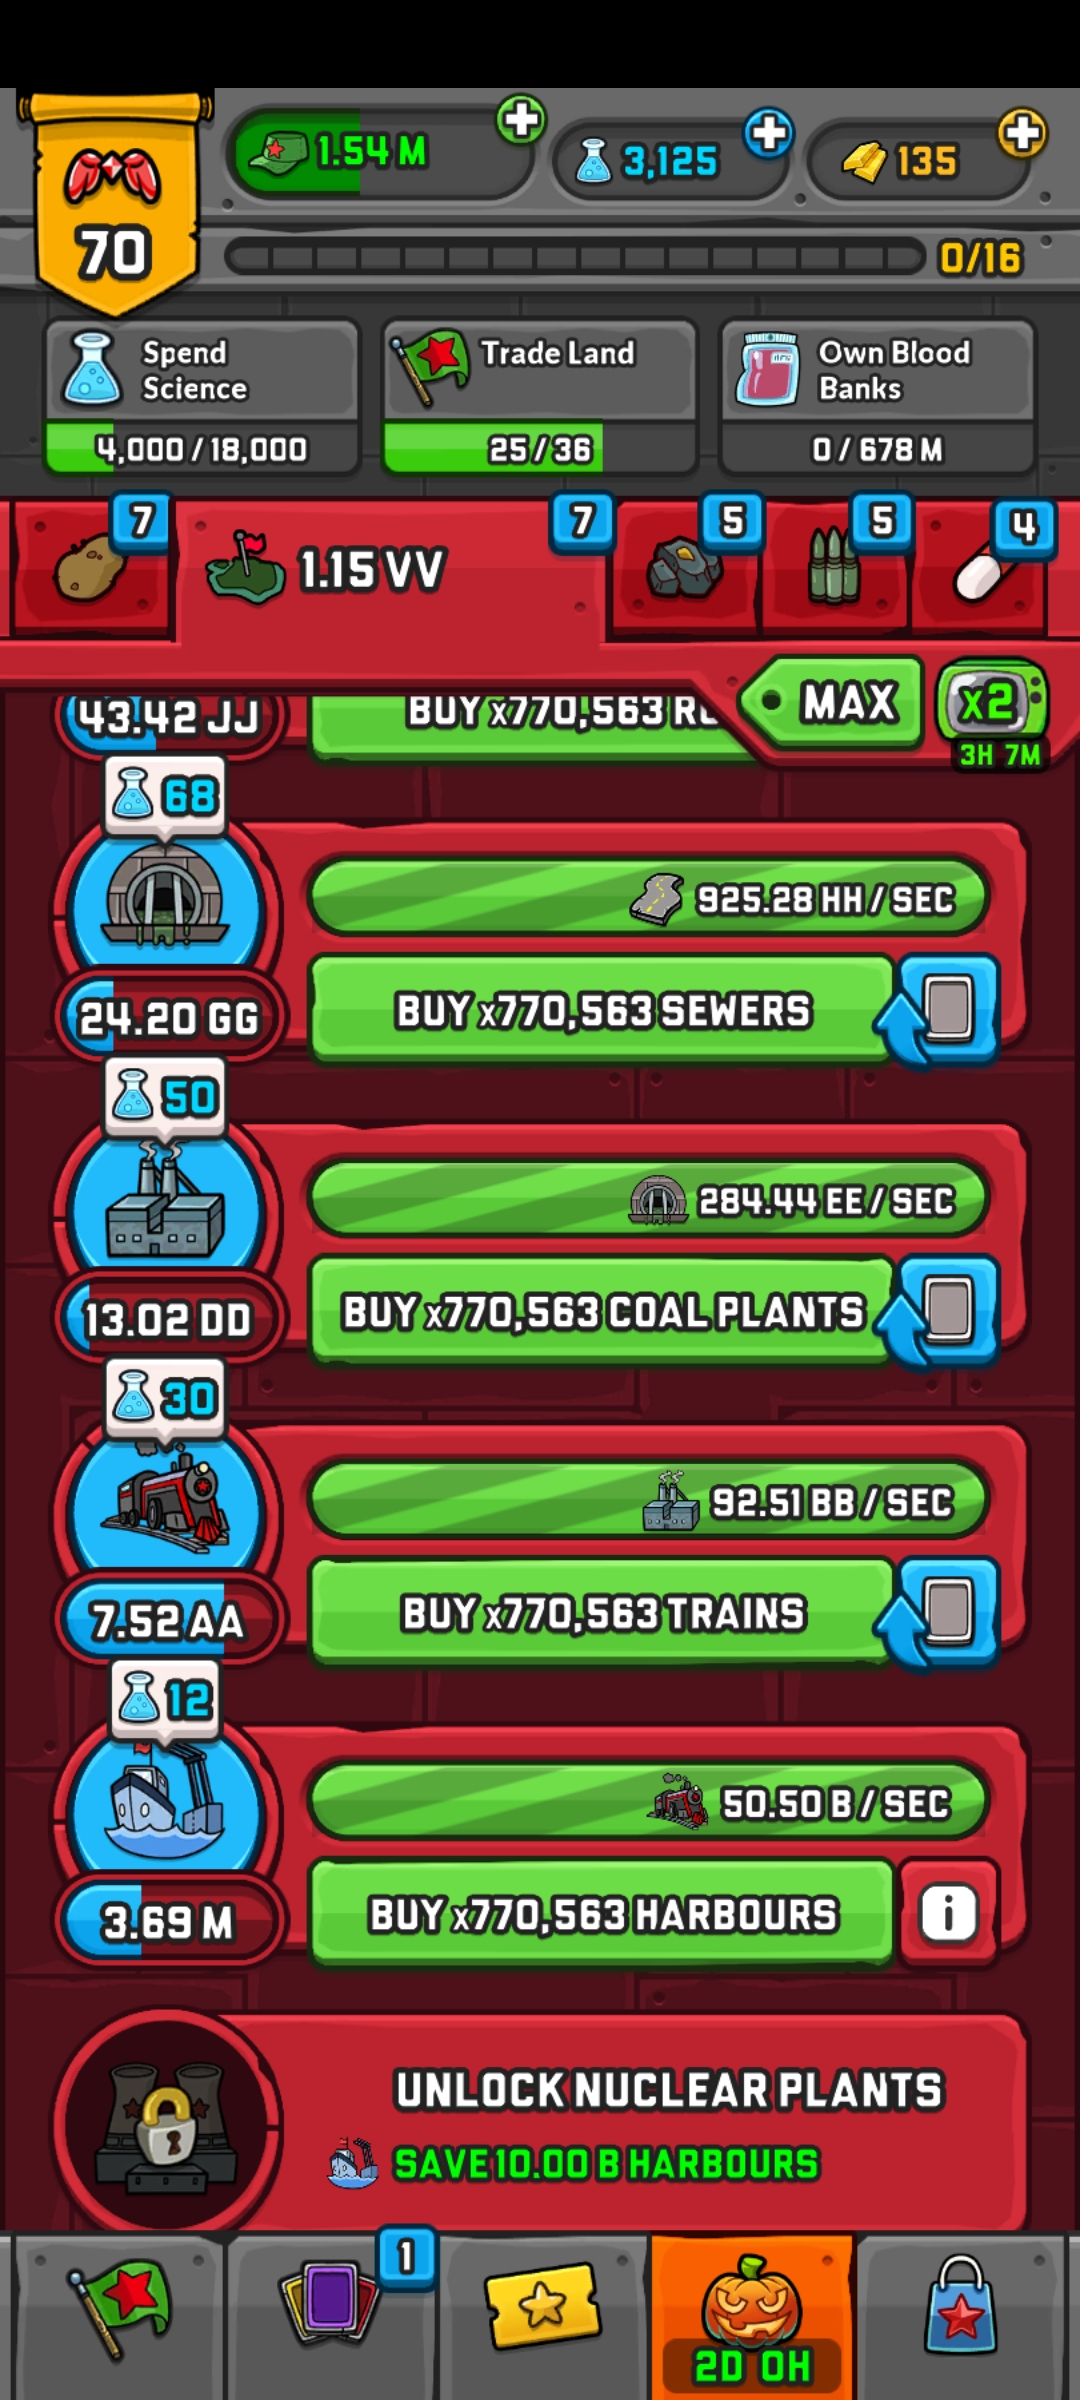 70
1.54 M
3,125
135
0/16
Spend
Science
4,000/18,000
Trade Land
25/36
Own Blood
Banks
0/678 M
7
1.15 VV
7
5
5
4
MAX
x2
3H 7M
43.42 JJ
BUY x770,563
68
925.28 HH/SEC
24.20 GG
BUY x770,563 SEWERS
50
284.44 EE/SEC
13.02 DD
BUY x770,563 COAL PLANTS
30
92.51 BB/SEC
7.52 AA
BUY x770,563 TRAINS
12
50.50 B/SEC
3.69 M
BUY x770,563 HARBOURS
i
UNLOCK NUCLEAR PLANTS
SAVE 10.00 B HARBOURS
1
2D 0H